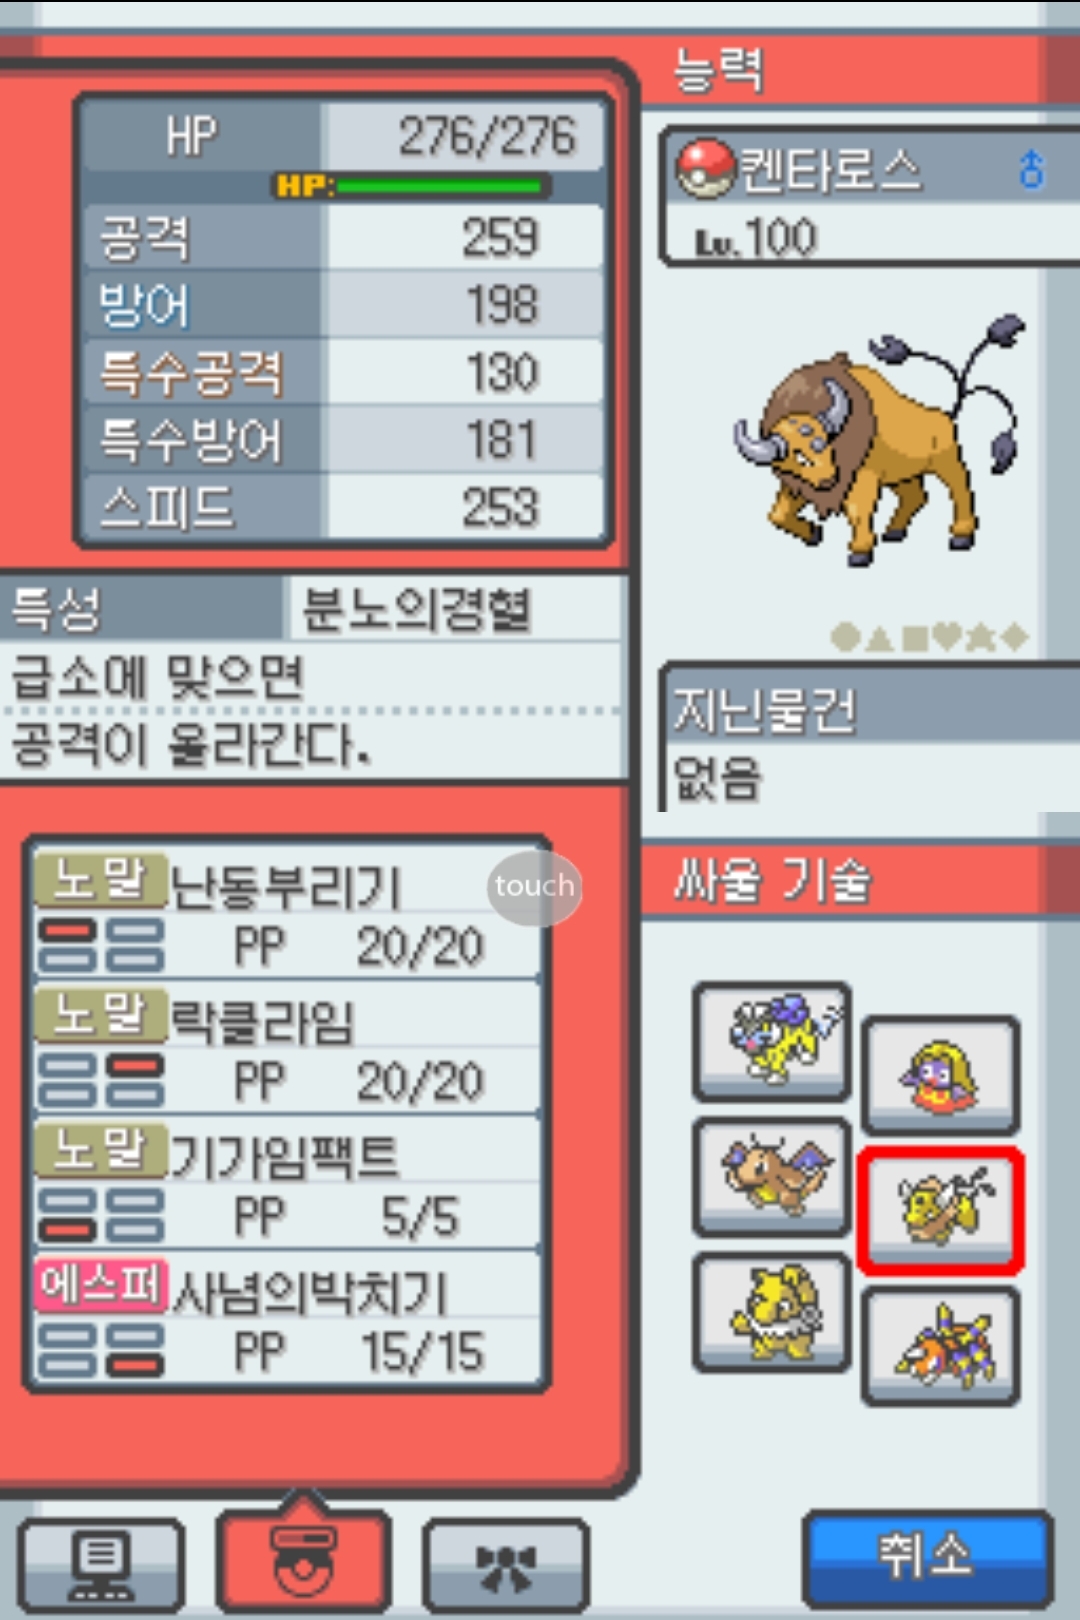 능력
HP 276/276
HP:
공격 259
방어 198
특수공격 130
특수방어 181
스피드 253
켄타로스 ♂
Lv.100
특성 분노의경혈
급소에 맞으면
공격이 올라간다.
지닌물건
없음
싸울 기술
노말 난동부리기
PP 20/20
노말 락클라임
PP 20/20
노말 기가임팩트
PP 5/5
에스퍼 사념의박치기
PP 15/15
touch
취소